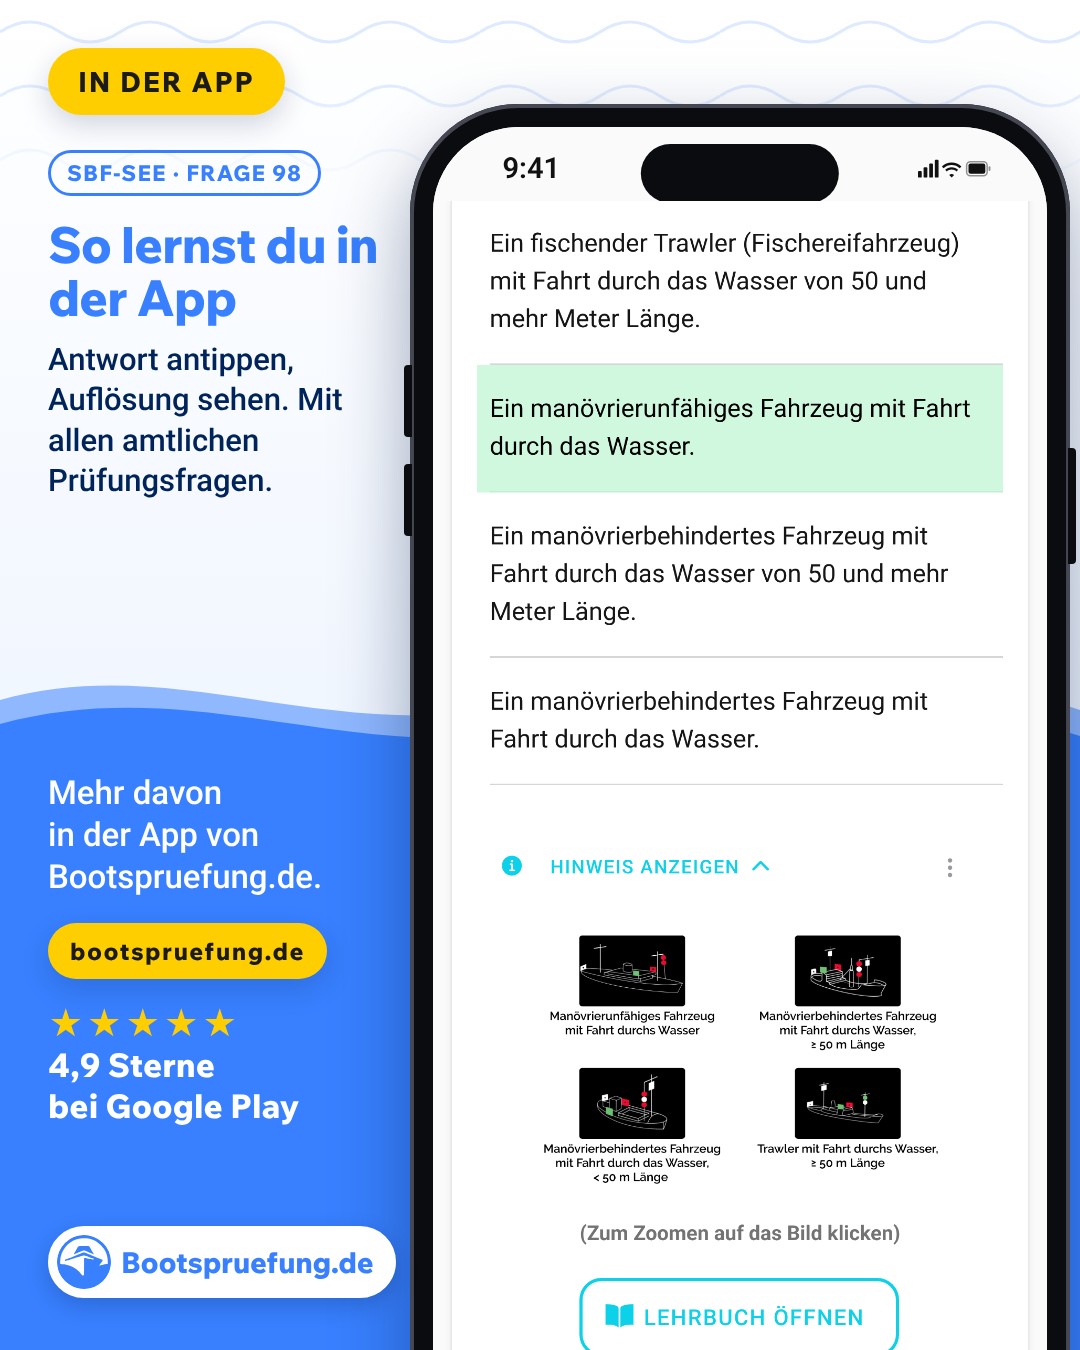 IN DER APP
SBF-SEE · FRAGE 98
So lernst du in
der App
Antwort antippen,
Auflösung sehen. Mit
allen amtlichen
Prüfungsfragen.
Mehr davon
in der App von
Bootspruefung.de.
bootspruefung.de
4,9 Sterne
bei Google Play
Bootspruefung.de
9:41
Ein fischender Trawler (Fischereifahrzeug)
mit Fahrt durch das Wasser von 50 und
mehr Meter Länge.
Ein manövrierunfähiges Fahrzeug mit Fahrt
durch das Wasser.
Ein manövrierbehindertes Fahrzeug mit
Fahrt durch das Wasser von 50 und mehr
Meter Länge.
Ein manövrierbehindertes Fahrzeug mit
Fahrt durch das Wasser.
HINWEIS ANZEIGEN
Manövrierunfähiges Fahrzeug
mit Fahrt durchs Wasser
Manövrierbehindertes Fahrzeug
mit Fahrt durchs Wasser,
≥ 50 m Länge
Manövrierbehindertes Fahrzeug
mit Fahrt durch das Wasser,
< 50 m Länge
Trawler mit Fahrt durchs Wasser,
≥ 50 m Länge
(Zum Zoomen auf das Bild klicken)
LEHRBUCH ÖFFNEN